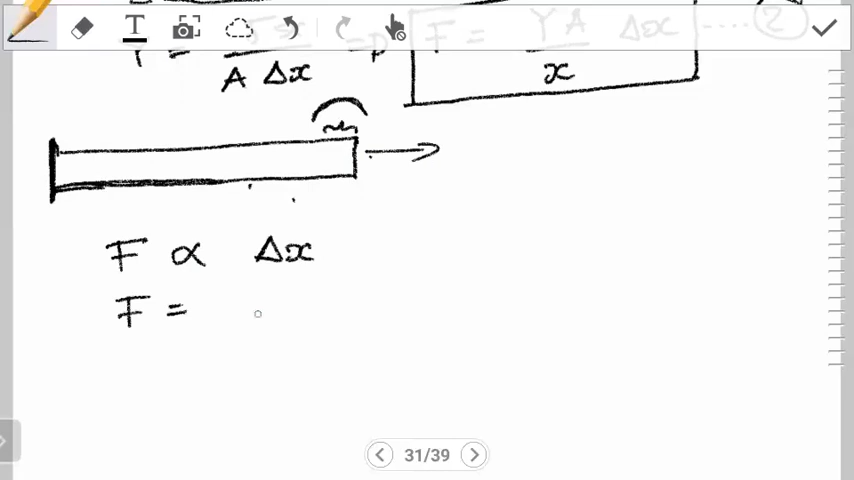 F = YA/x Δx ..... 2
A Δx
F ∝ Δx
F =
31/39